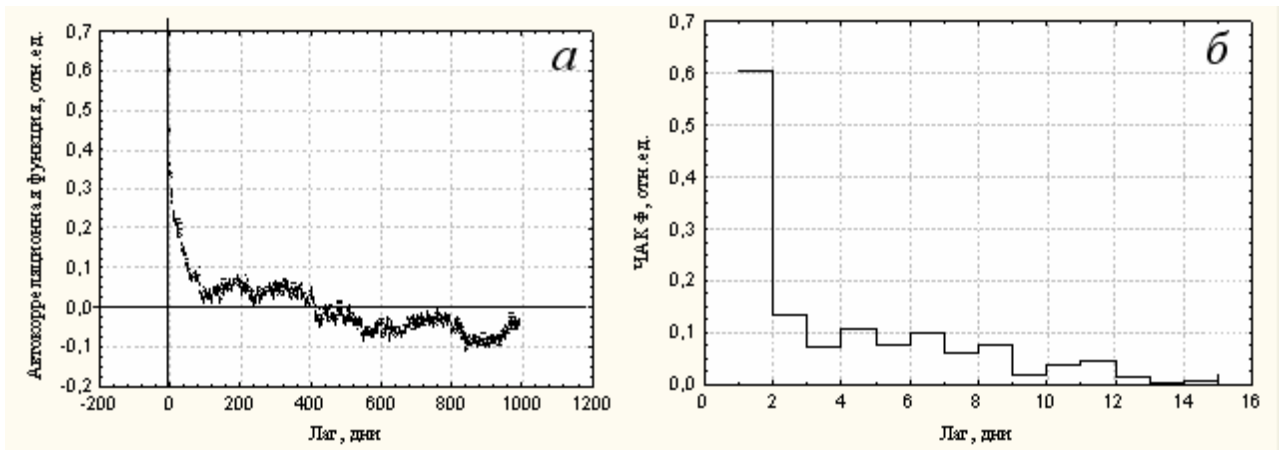 Автокорреляционная функция, отн.ед.
0,7
0,6
0,5
0,4
0,3
0,2
0,1
0,0
-0,1
-0,2
-200 0 200 400 600 800 1000 1200
Лаг, дни
а
ЧАКФ, отн.ед.
0,7
0,6
0,5
0,4
0,3
0,2
0,1
0,0
0 2 4 6 8 10 12 14 16
Лаг, дни
б